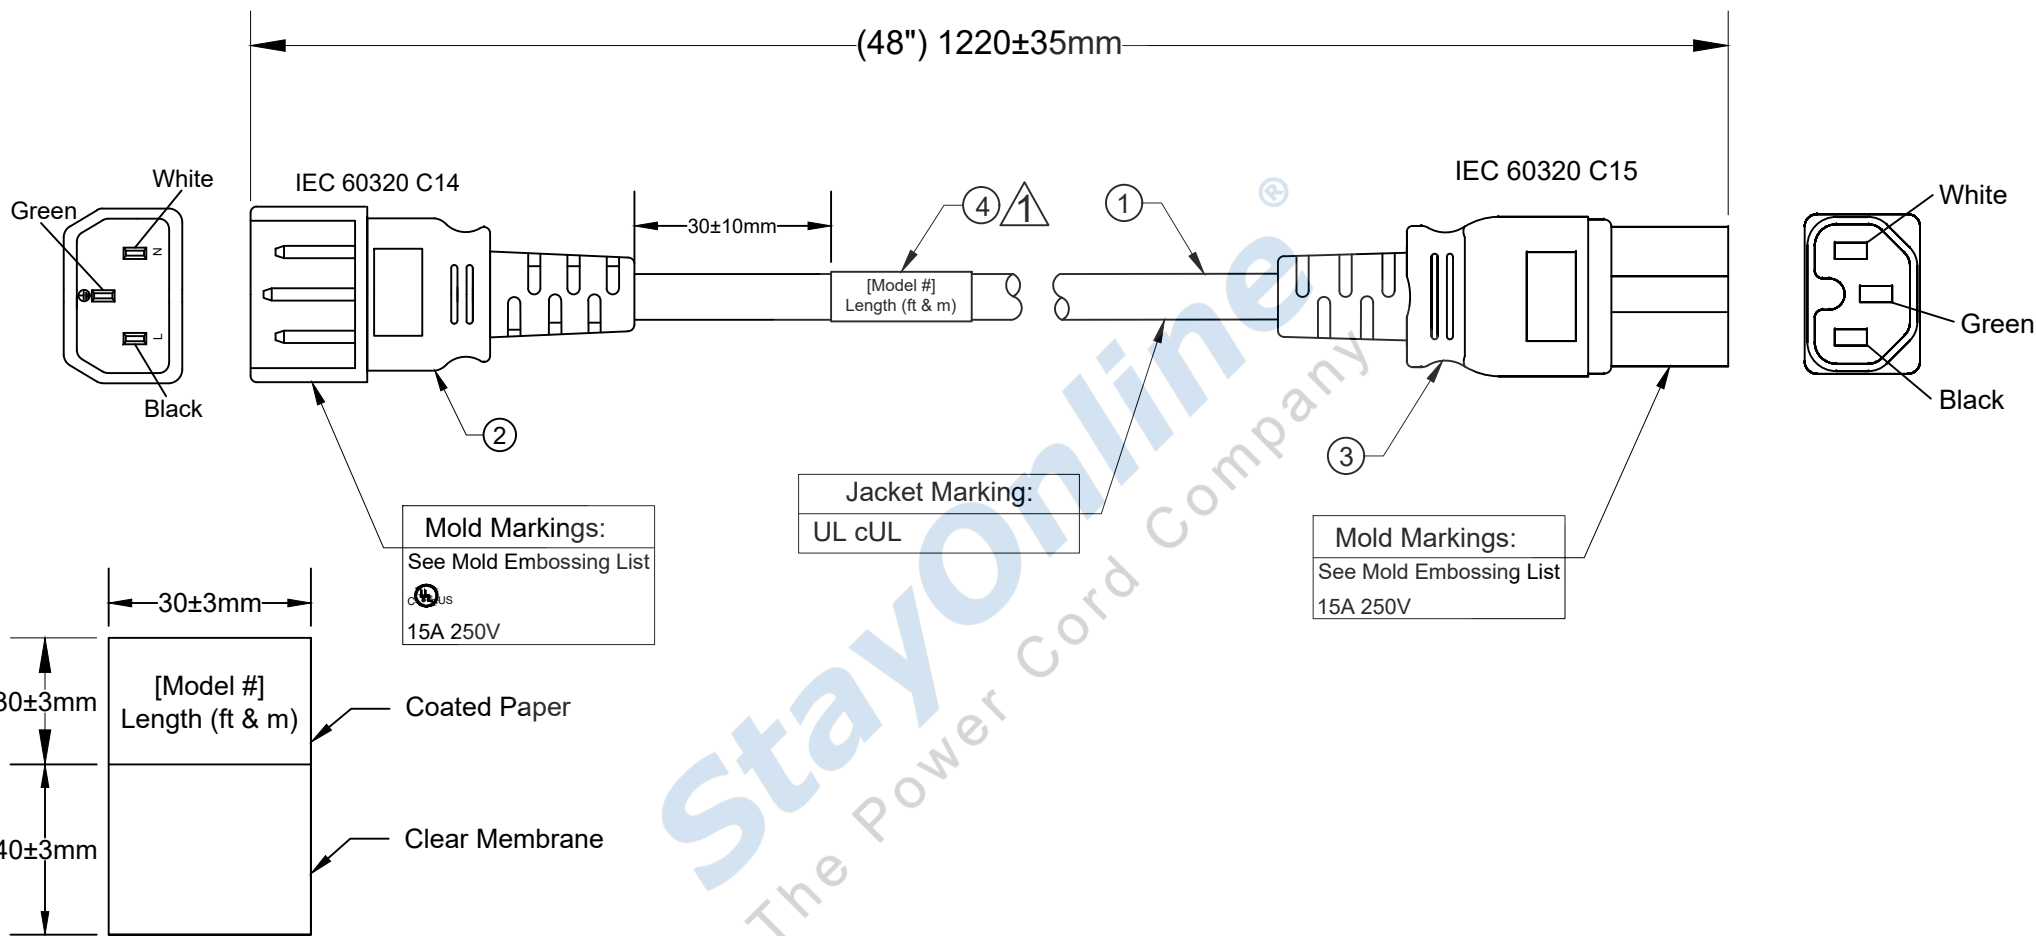 (48") 1220±35mm
White
Green
N
L
Black
IEC 60320 C14
30±10mm
4
1
1
[Model #]
Length (ft & m)
IEC 60320 C15
White
Green
Black
2
3
Mold Markings:
See Mold Embossing List
C UL US
15A 250V
Jacket Marking:
UL cUL
Mold Markings:
See Mold Embossing List
15A 250V
30±3mm
30±3mm
[Model #]
Length (ft & m)
Coated Paper
40±3mm
Clear Membrane
StayOnline®
The Power Cord Company